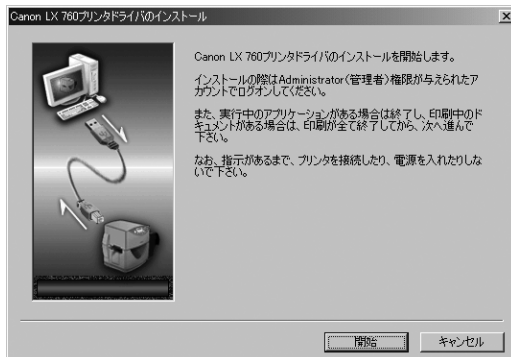 Canon LX 760プリンタドライバのインストール
Canon LX 760プリンタドライバのインストールを開始します。
インストールの際はAdministrator(管理者)権限が与えられたア
カウントでログオンしてください。
また、実行中のアプリケーションがある場合は終了し、印刷中のド
キュメントがある場合は、印刷が全て終了してから、次へ進んで
下さい。
なお、指示があるまで、プリンタを接続したり、電源を入れたりしな
いで下さい。
開始
キャンセル